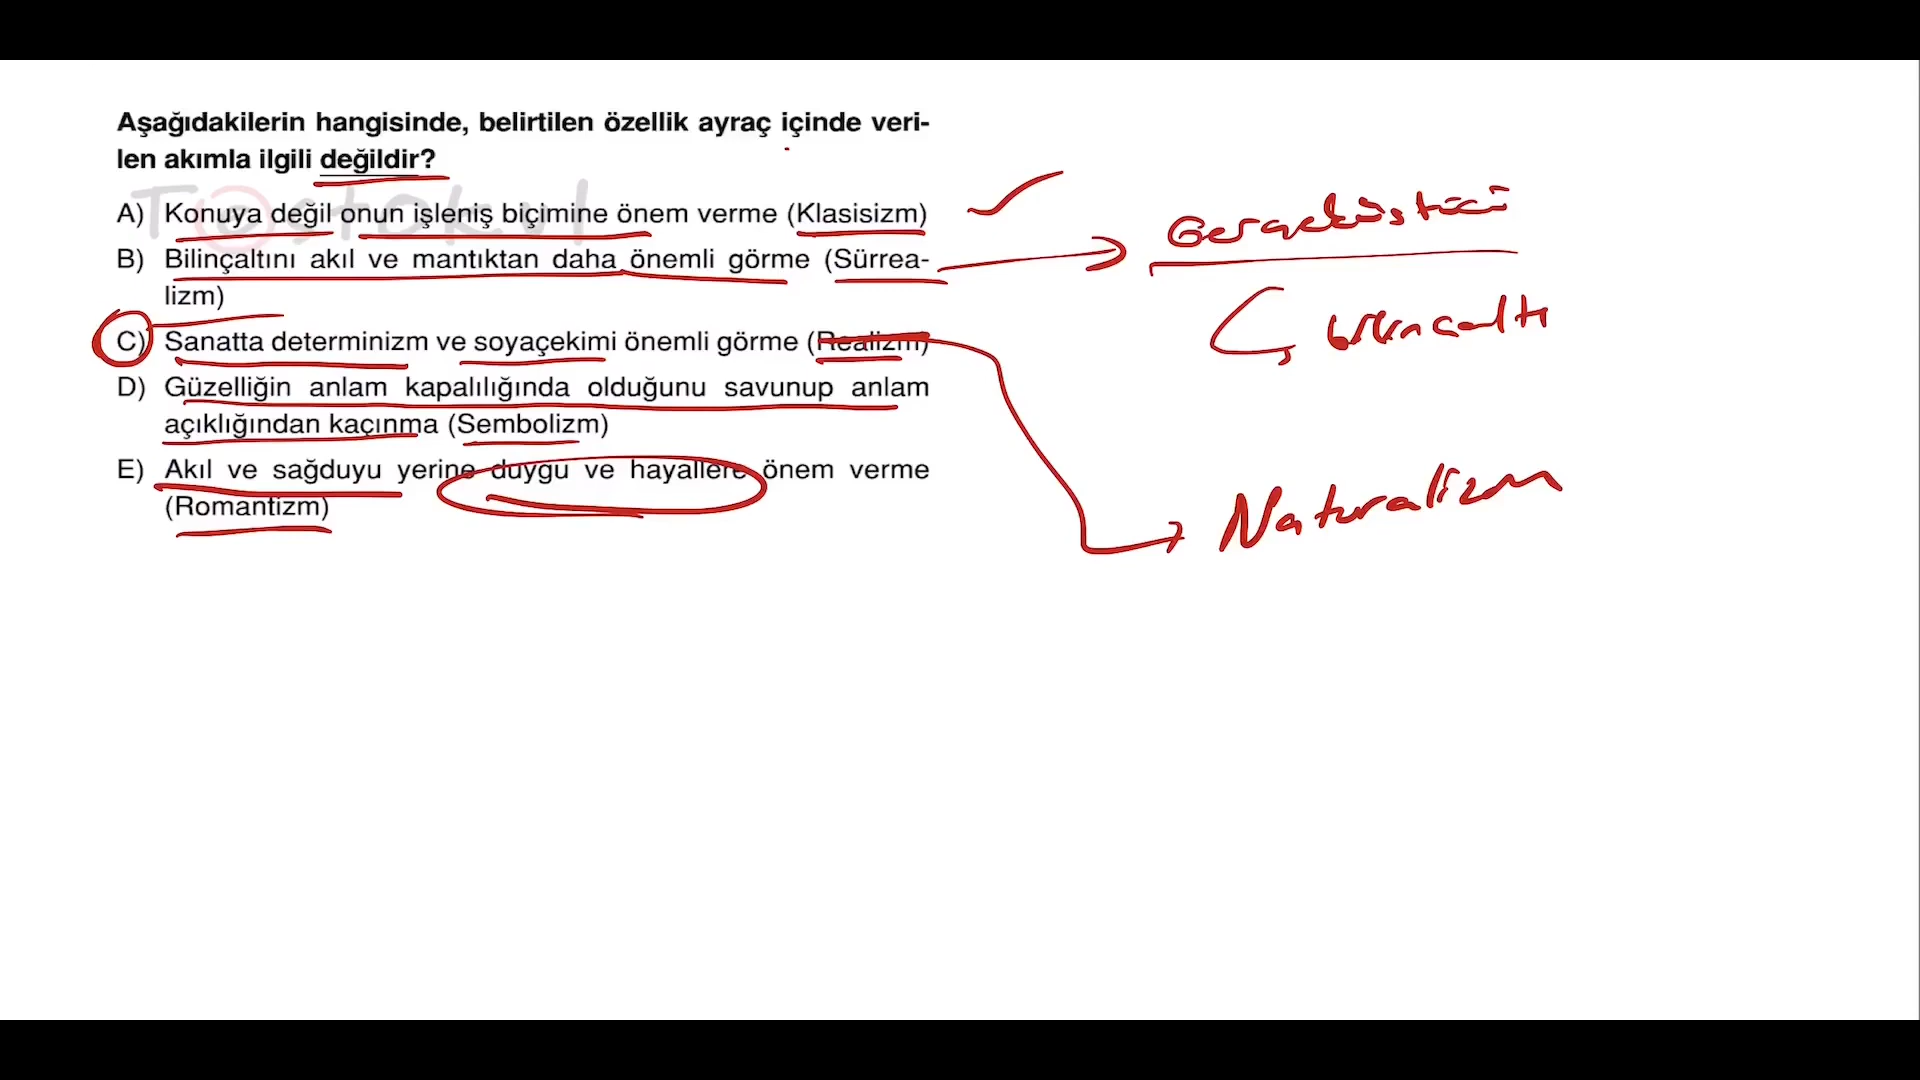 Aşağıdakilerin hangisinde, belirtilen özellik ayraç içinde veri-
len akımla ilgili değildir?
Testokul
A) Konuya değil onun işleniş biçimine önem verme (Klasisizm)
B) Bilinçaltını akıl ve mantıktan daha önemli görme (Sürrea-
lizm)
C) Sanatta determinizm ve soyaçekimi önemli görme (Realizm)
D) Güzelliğin anlam kapalılığında olduğunu savunup anlam
açıklığından kaçınma (Sembolizm)
E) Akıl ve sağduyu yerine duygu ve hayallere önem verme
(Romantizm)
Gerçeküstücü
bilinçaltı
Naturalizm